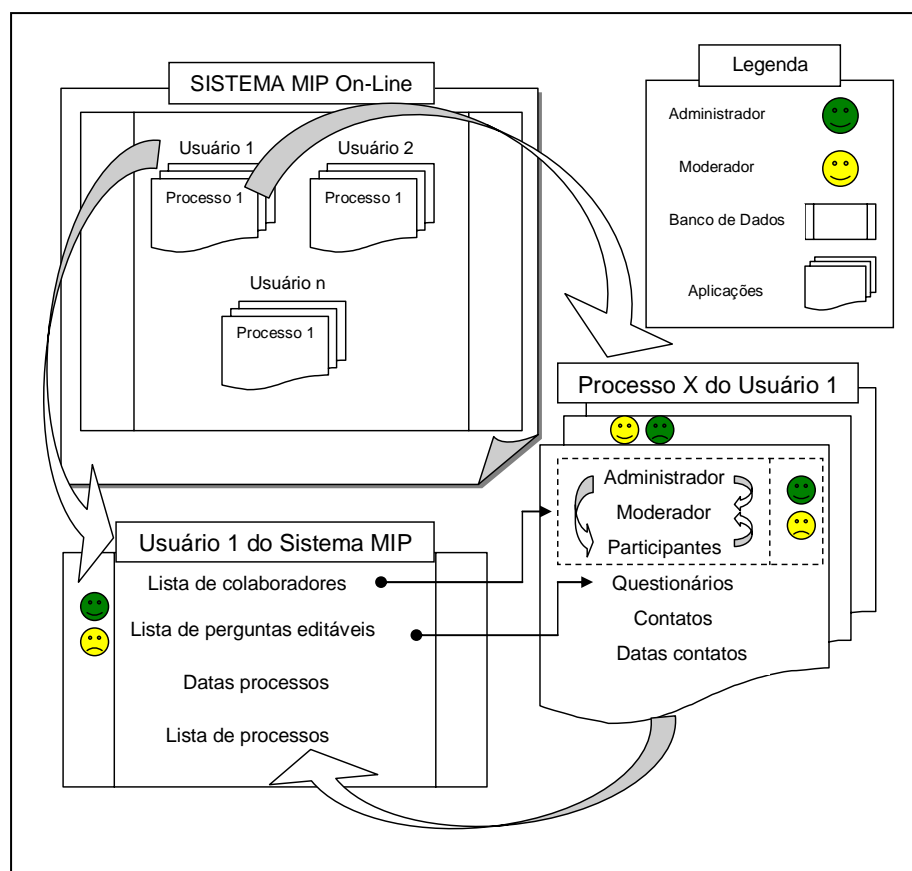 SISTEMA MIP On-Line
Usuário 1
Usuário 2
Processo 1
Processo 1
Usuário n
Processo 1
Legenda
Administrador
Moderador
Banco de Dados
Aplicações
Processo X do Usuário 1
Administrador
Moderador
Participantes
Questionários
Contatos
Datas contatos
Usuário 1 do Sistema MIP
Lista de colaboradores
Lista de perguntas editáveis
Datas processos
Lista de processos